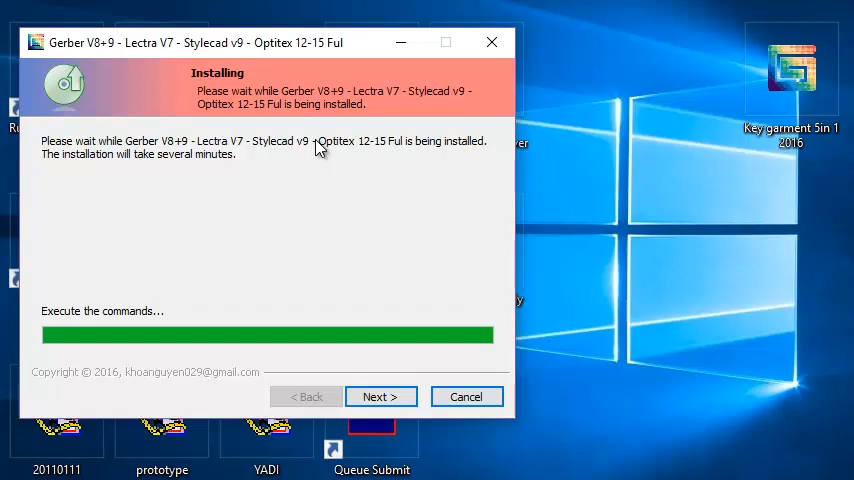 Gerber V8+9 - Lectra V7 - Stylecad v9 - Optitex 12-15 Ful
Installing
Please wait while Gerber V8+9 - Lectra V7 - Stylecad v9 -
Optitex 12-15 Ful is being installed.
Please wait while Gerber V8+9 - Lectra V7 - Stylecad v9 - Optitex 12-15 Ful is being installed.
The installation will take several minutes.
Execute the commands...
Copyright © 2016, khoanguyen029@gmail.com
< Back
Next >
Cancel
Key garment 5in 1
2016
20110111
prototype
YADI
Queue Submit